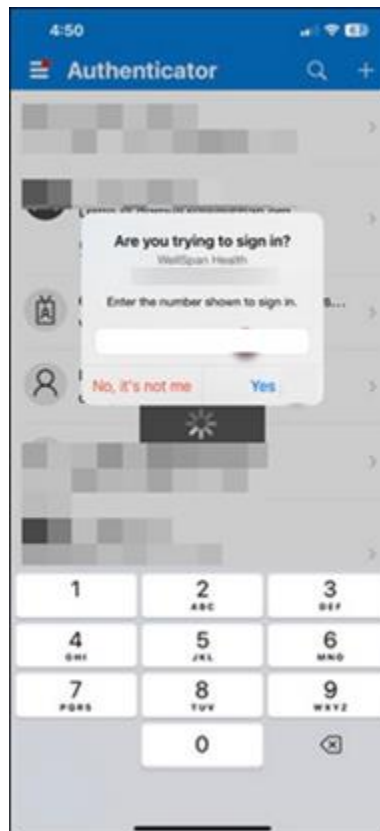 4:50
Authenticator
Are you trying to sign in?
WellSpan Health
Enter the number shown to sign in.
No, it's not me
Yes
1
2
ABC
3
DEF
4
GHI
5
JKL
6
MNO
7
PQRS
8
TUV
9
WXYZ
0